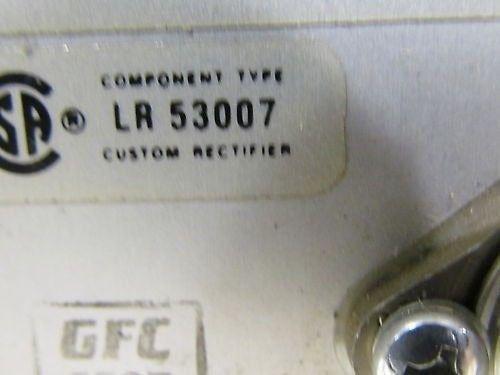 SA ®
COMPONENT TYPE
LR 53007
CUSTOM RECTIFIER
GFC